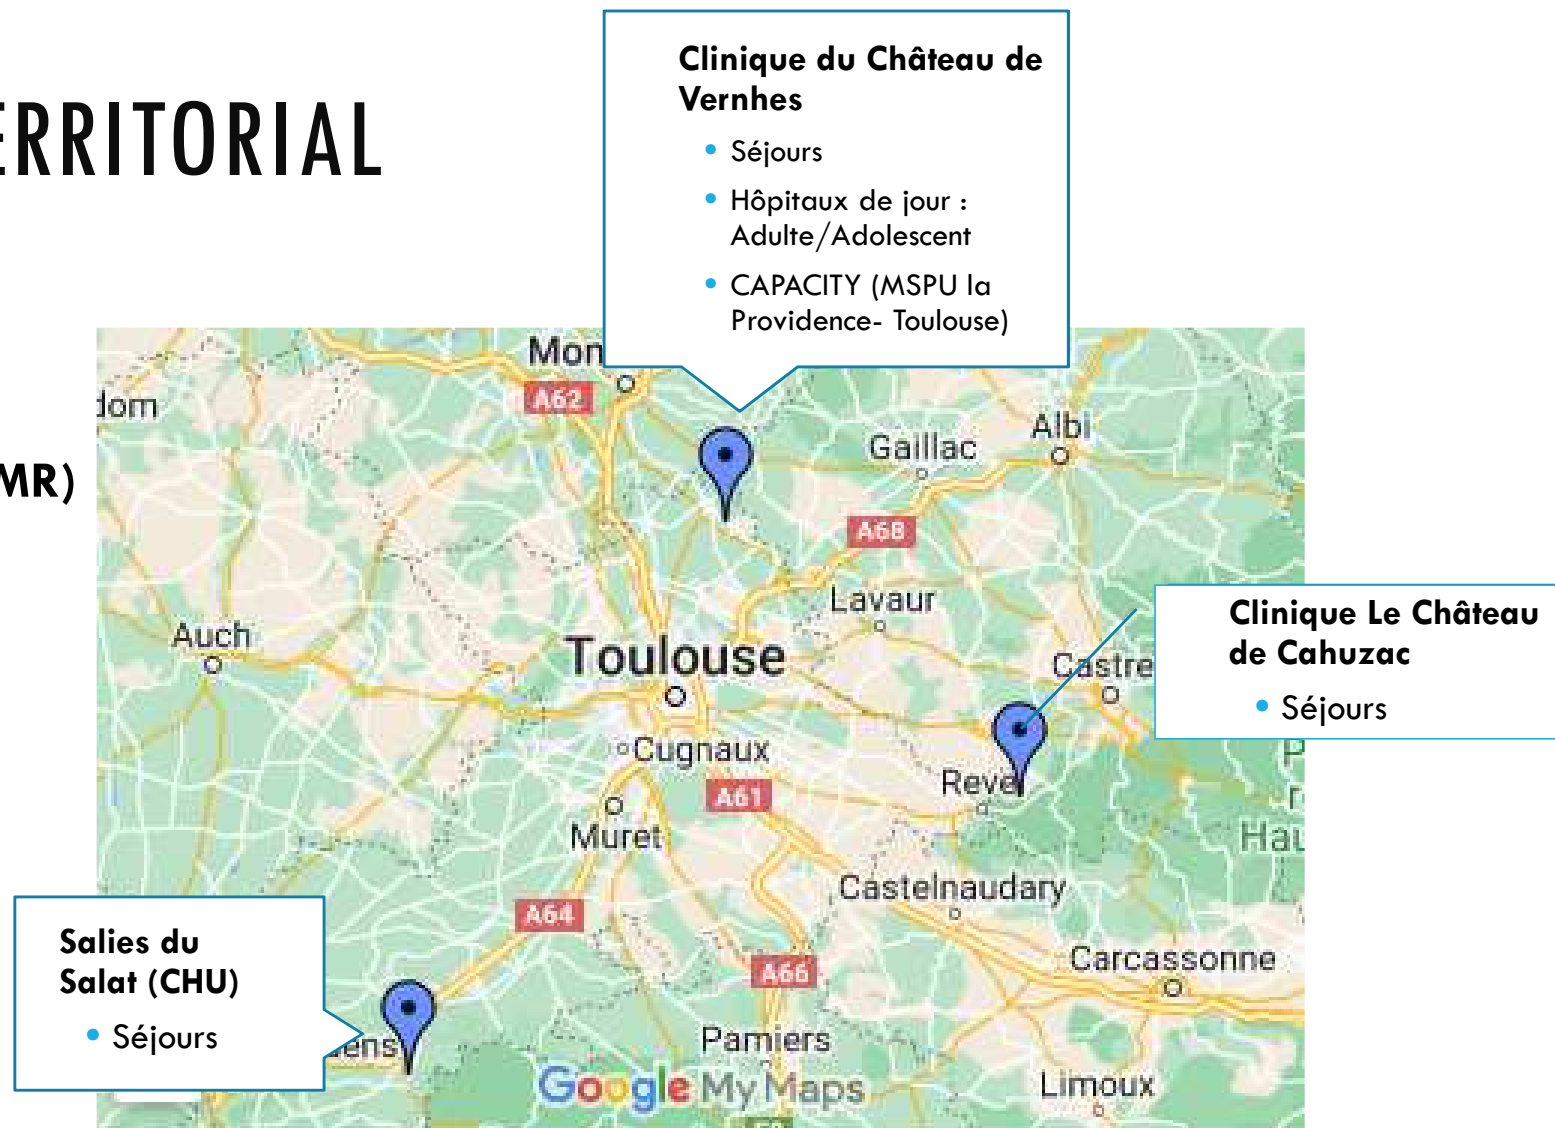 ERRITORIAL
Clinique du Château de
Vernhes
• Séjours
• Hôpitaux de jour :
Adulte/Adolescent
• CAPACITY (MSPU la
Providence- Toulouse)
MR)
Mon
A62
dom
Albi
Gaillac
A68
Lavaur
Auch
Toulouse
Castre
Clinique Le Château
de Cahuzac
• Séjours
Cugnaux
Revel
A61
Muret
Hau
Castelnaudary
A64
Salies du
Salat (CHU)
• Séjours
Carcassonne
A66
ens
Pamiers
Google My Maps
Limoux